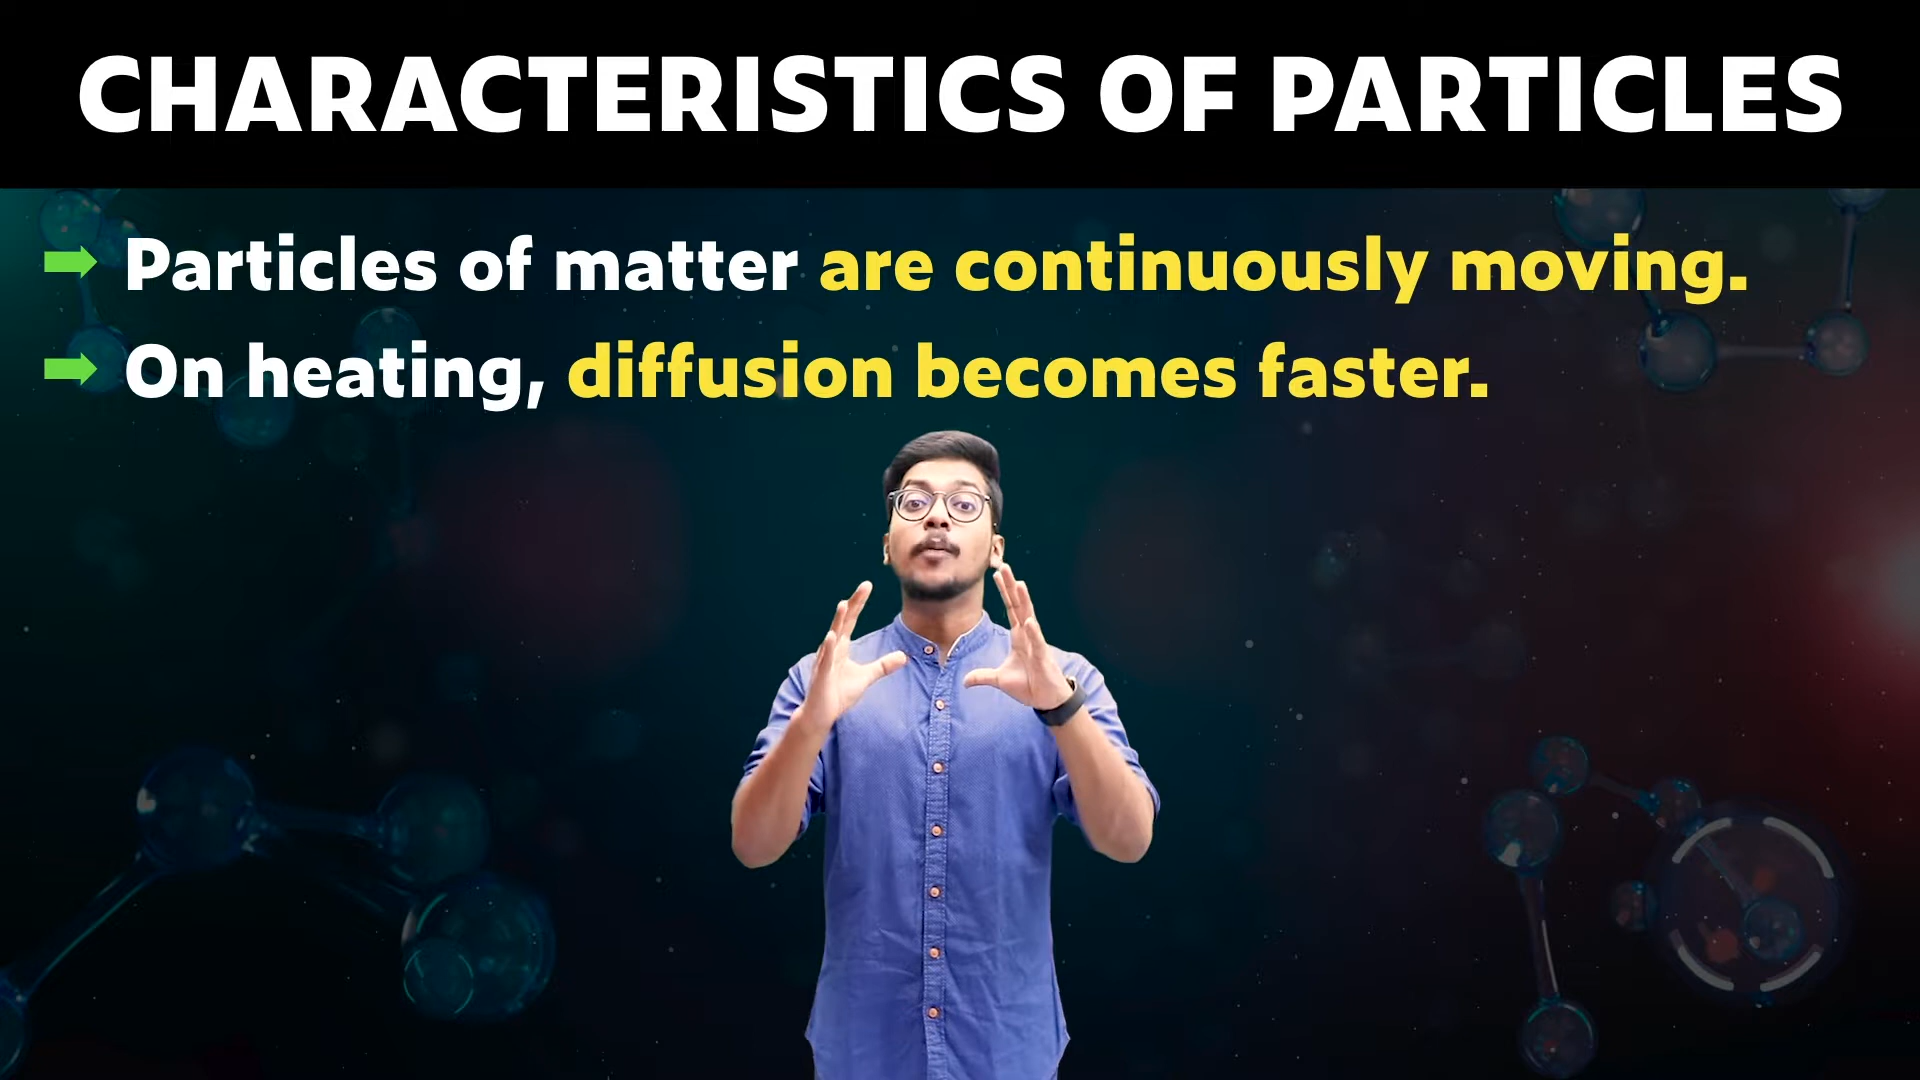 CHARACTERISTICS OF PARTICLES
Particles of matter are continuously moving.
On heating, diffusion becomes faster.